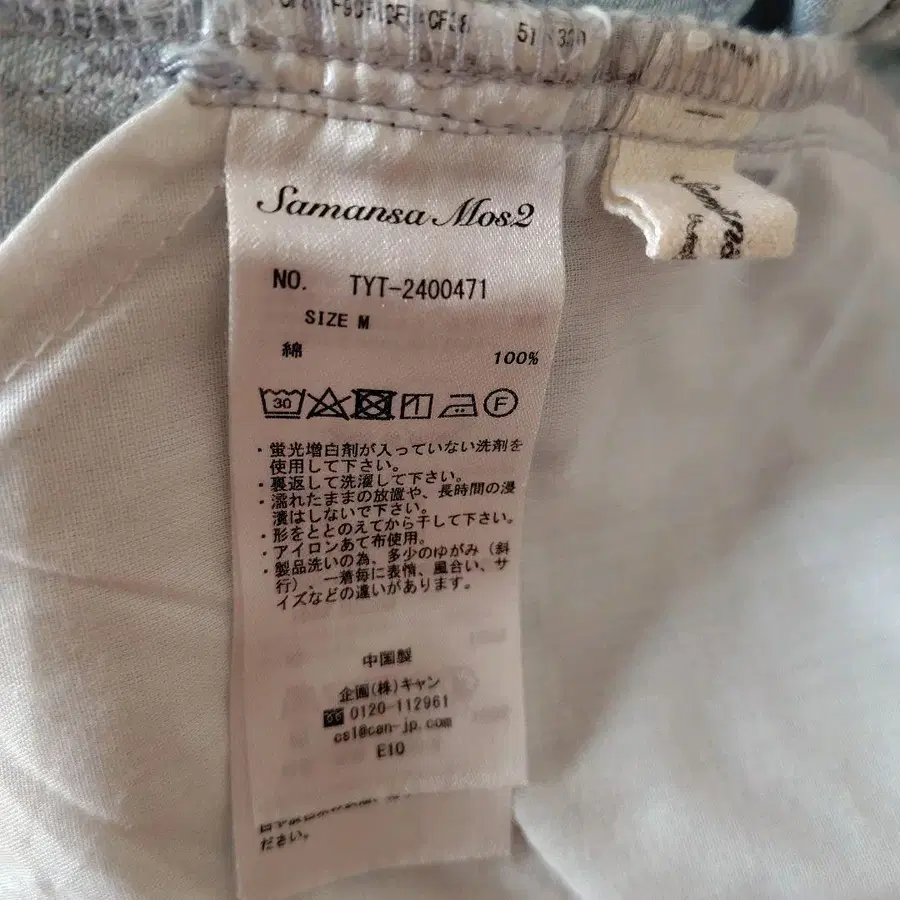 Samansa Mos2
NO. TYT-2400471
SIZE M
綿 100%
30
F
・蛍光増白剤が入っていない洗剤を
使用して下さい。
・裏返して洗濯して下さい。
・濡れたままの放置や、長時間の浸
漬はしないで下さい。
・形をととのえてから干して下さい。
・アイロンあて布使用。
・製品洗いの為、多少のゆがみ（斜
行）、一着毎に表情、風合い、サ
イズなどの違いがあります。
中国製
企画(株)キャン
0120-112961
cs1@can-jp.com
E10
ださい。